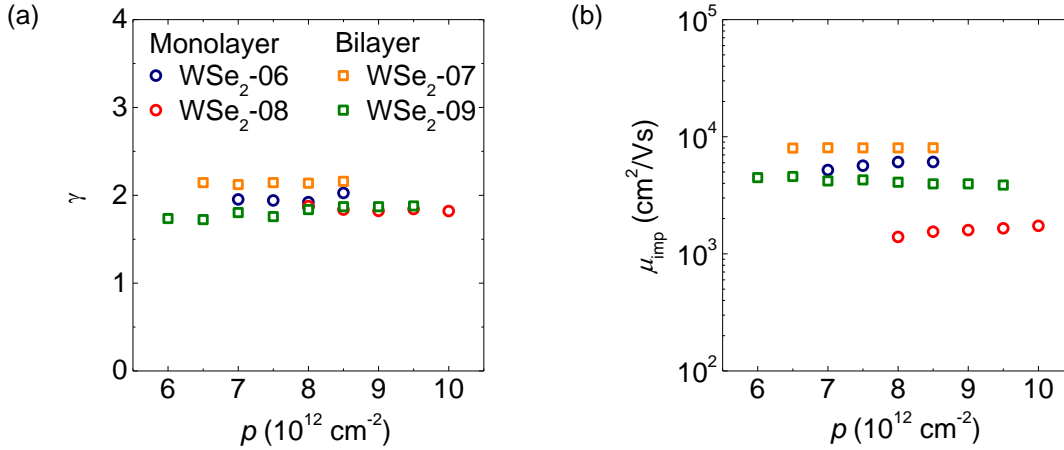 (a)
4
3
2
1
0
γ
Monolayer Bilayer
WSe2-06 WSe2-07
WSe2-08 WSe2-09
6 7 8 9 10
p (10^12 cm^-2)
(b)
10^5
10^4
10^3
10^2
μimp (cm^2/Vs)
6 7 8 9 10
p (10^12 cm^-2)